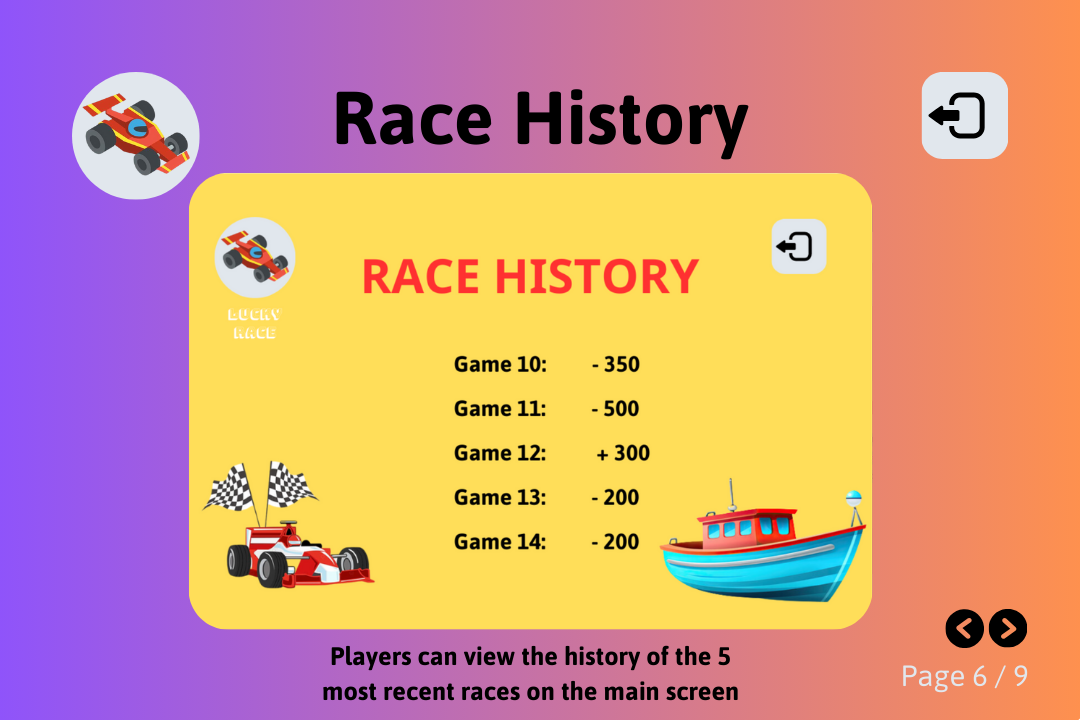 Race History
RACE HISTORY
LUCKY
RACE
Game 10: - 350
Game 11: - 500
Game 12: + 300
Game 13: - 200
Game 14: - 200
Players can view the history of the 5
most recent races on the main screen
Page 6 / 9